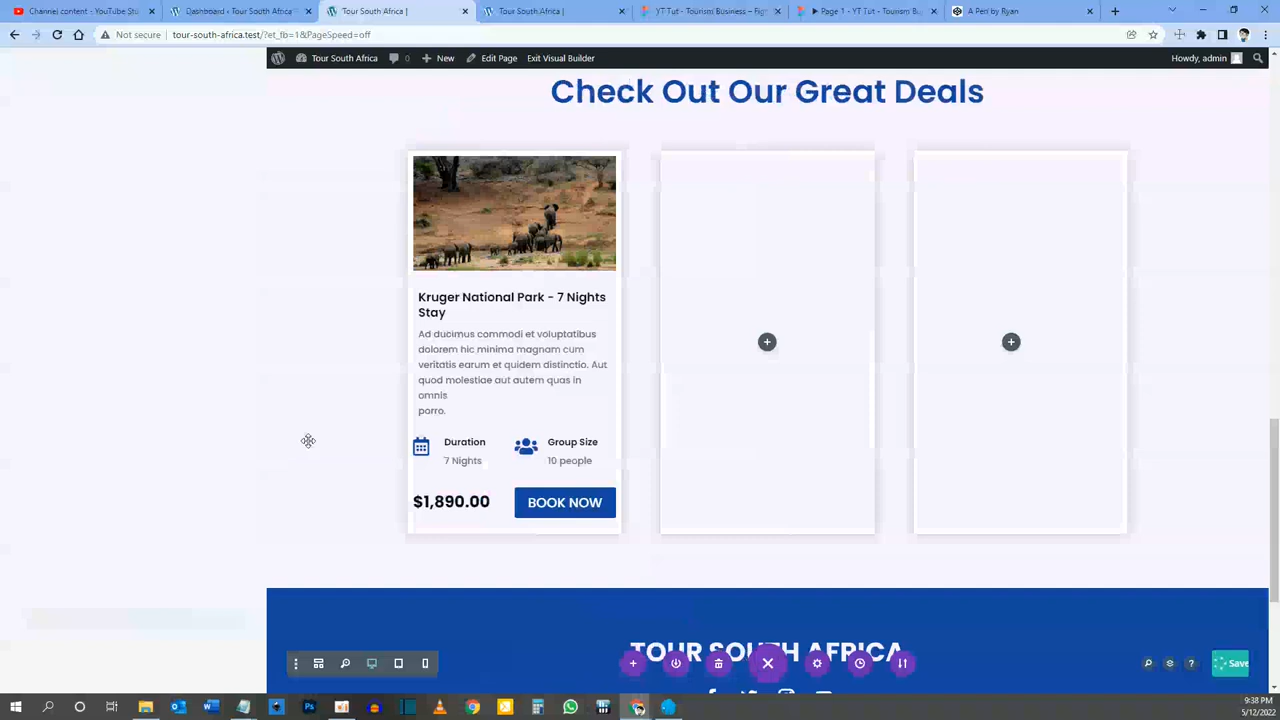 Channel content - YouTube Stu
Dashboard ‹ Tour South Africa
Tour South Africa |
Tour South Africa |
YT Tut - Tourism Business – Fig
Page 1 - YT Tut - Tourism Bus
A Pen by Ryan
Not secure
tour-south-africa.test/?et_fb=1&PageSpeed=off
Tour South Africa
0
New
Edit Page
Exit Visual Builder
Howdy, admin
Check Out Our Great Deals
Kruger National Park - 7 Nights
Stay
Ad ducimus commodi et voluptatibus
dolorem hic minima magnam cum
veritatis earum et quidem distinctio. Aut
quod molestiae aut autem quas in
omnis
porro.
Duration
Group Size
7 Nights
10 people
$1,890.00
BOOK NOW
TOUR SOUTH AFRICA
Save
9:38 PM
5/12/2022